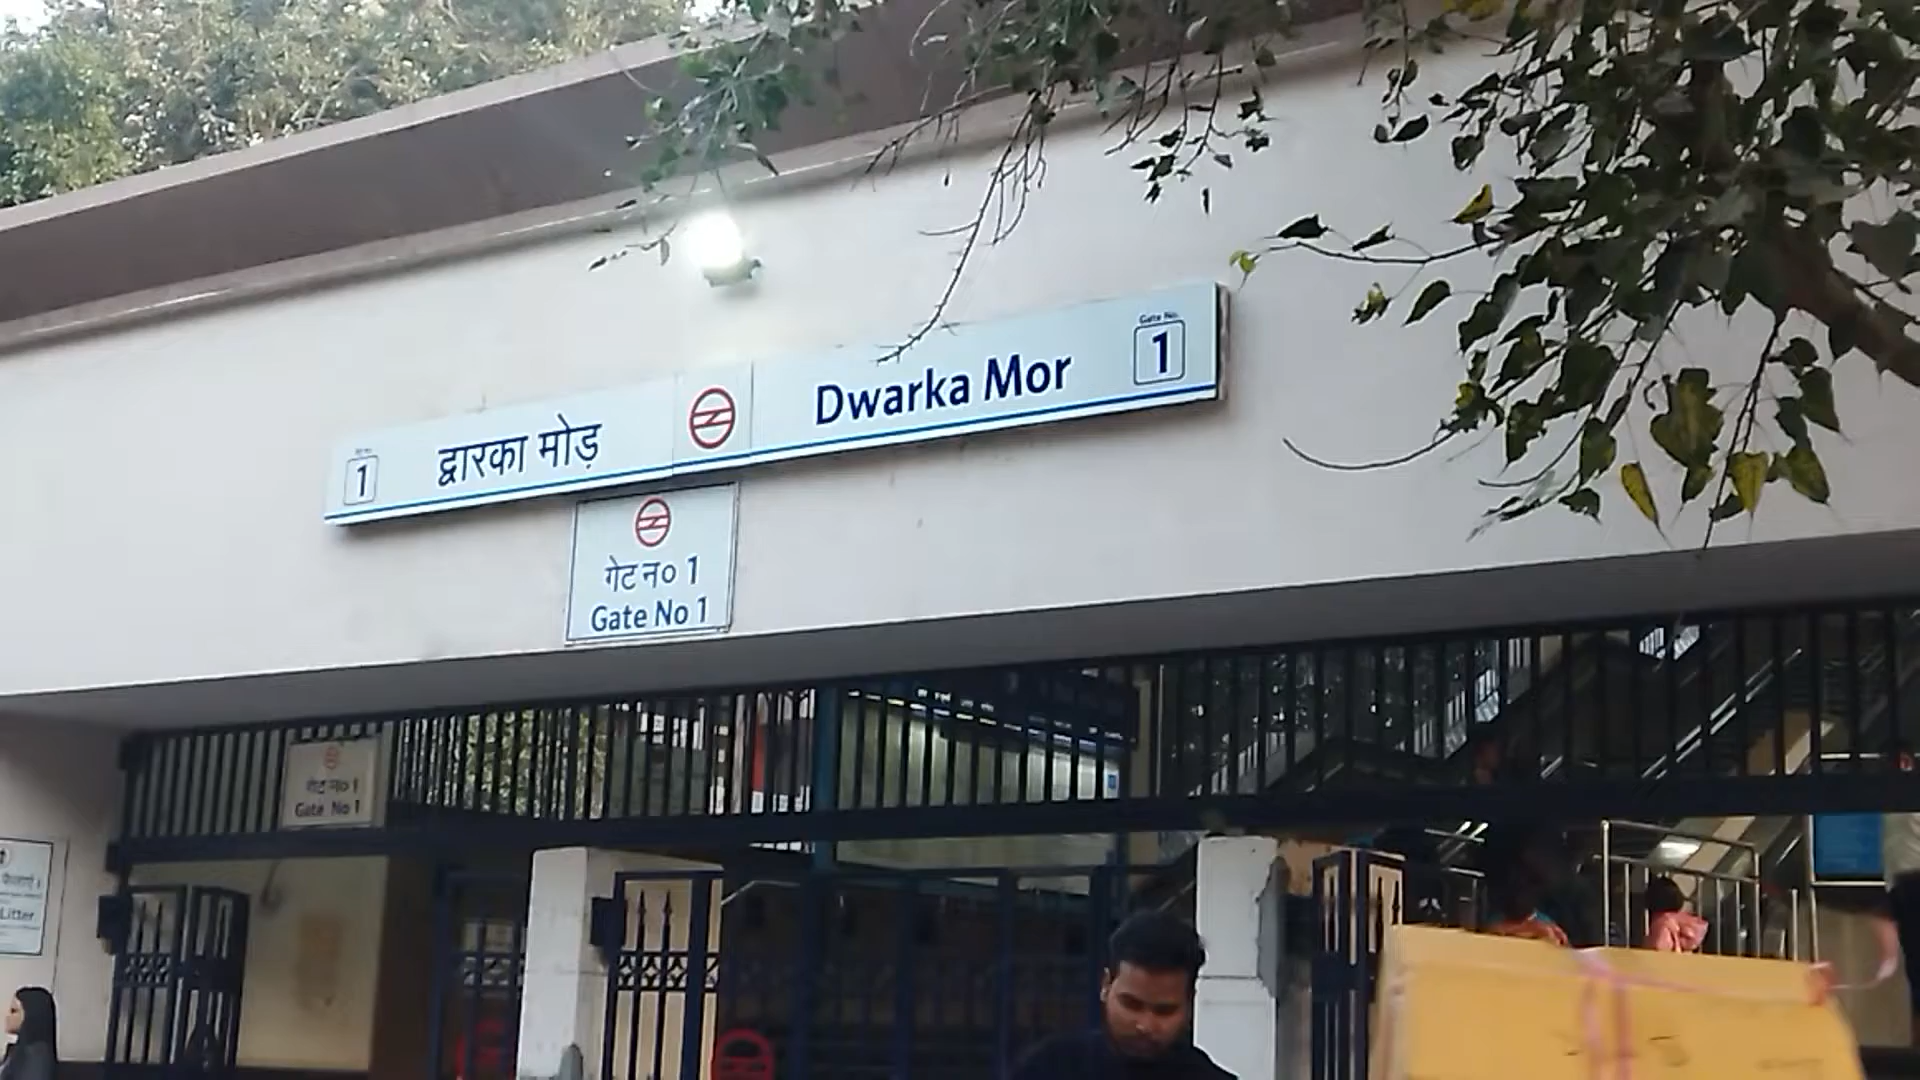 1 द्वारका मोड़ Dwarka Mor Gate No. 1
गेट न० 1
Gate No 1
गेट न० 1
Gate No 1
Litter